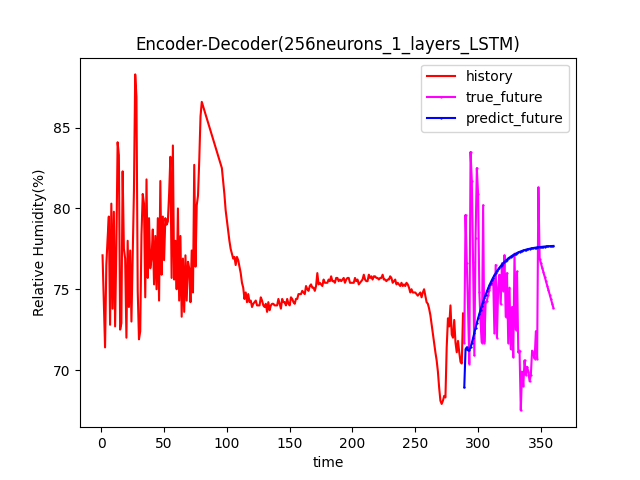 Encoder-Decoder(256neurons_1_layers_LSTM)
history
true_future
predict_future
85
80
75
70
Relative Humidity(%)
0 50 100 150 200 250 300 350
time